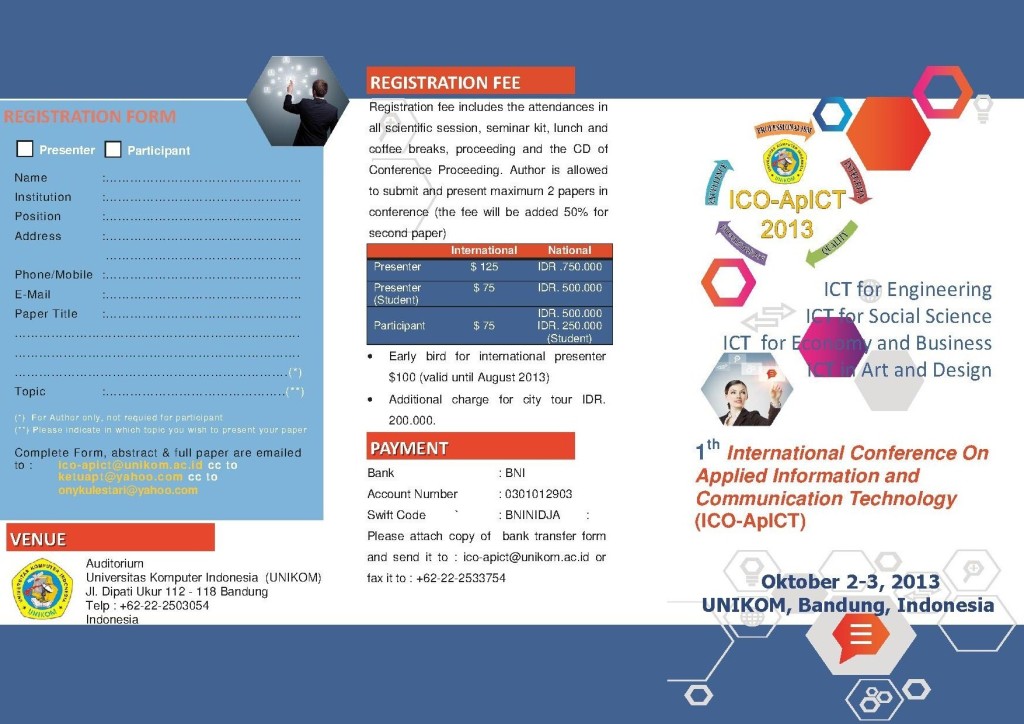 REGISTRATION FORM
Presenter Participant
Name :................................................
Institution :................................................
Position :................................................
Address :................................................
................................................
Phone/Mobile :................................................
E-Mail :................................................
Paper Title :................................................
......................................................................
......................................................................
...................................................................(*)
Topic :............................................(**)
(*) For Author only, not requied for participant
(**) Please indicate in which topic you wish to present your paper
Complete Form, abstract & full paper are emailed
to : ico-apict@unikom.ac.id cc to
ketuapt@yahoo.com cc to
onykulestari@yahoo.com
VENUE
Auditorium
Universitas Komputer Indonesia (UNIKOM)
Jl. Dipati Ukur 112 - 118 Bandung
Telp : +62-22-2503054
Indonesia
UNIVERSITAS KOMPUTER INDONESIA
UNIKOM
REGISTRATION FEE
Registration fee includes the attendances in
all scientific session, seminar kit, lunch and
coffee breaks, proceeding and the CD of
Conference Proceeding. Author is allowed
to submit and present maximum 2 papers in
conference (the fee will be added 50% for
second paper)
International National
Presenter $ 125 IDR .750.000
Presenter $ 75 IDR. 500.000
(Student)
IDR. 500.000
Participant $ 75 IDR. 250.000
(Student)
• Early bird for international presenter
$100 (valid until August 2013)
• Additional charge for city tour IDR.
200.000.
PAYMENT
Bank : BNI
Account Number : 0301012903
Swift Code ` : BNINIDJA :
Please attach copy of bank transfer form
and send it to : ico-apict@unikom.ac.id or
fax it to : +62-22-2533754
PROFESSIONALISM
EXCELLENCE
QUALITY
UNIKOM
ICO-ApICT
2013
ICT for Engineering
ICT for Social Science
ICT for Economy and Business
ICT in Art and Design
1th International Conference On
Applied Information and
Communication Technology
(ICO-ApICT)
Oktober 2-3, 2013
UNIKOM, Bandung, Indonesia